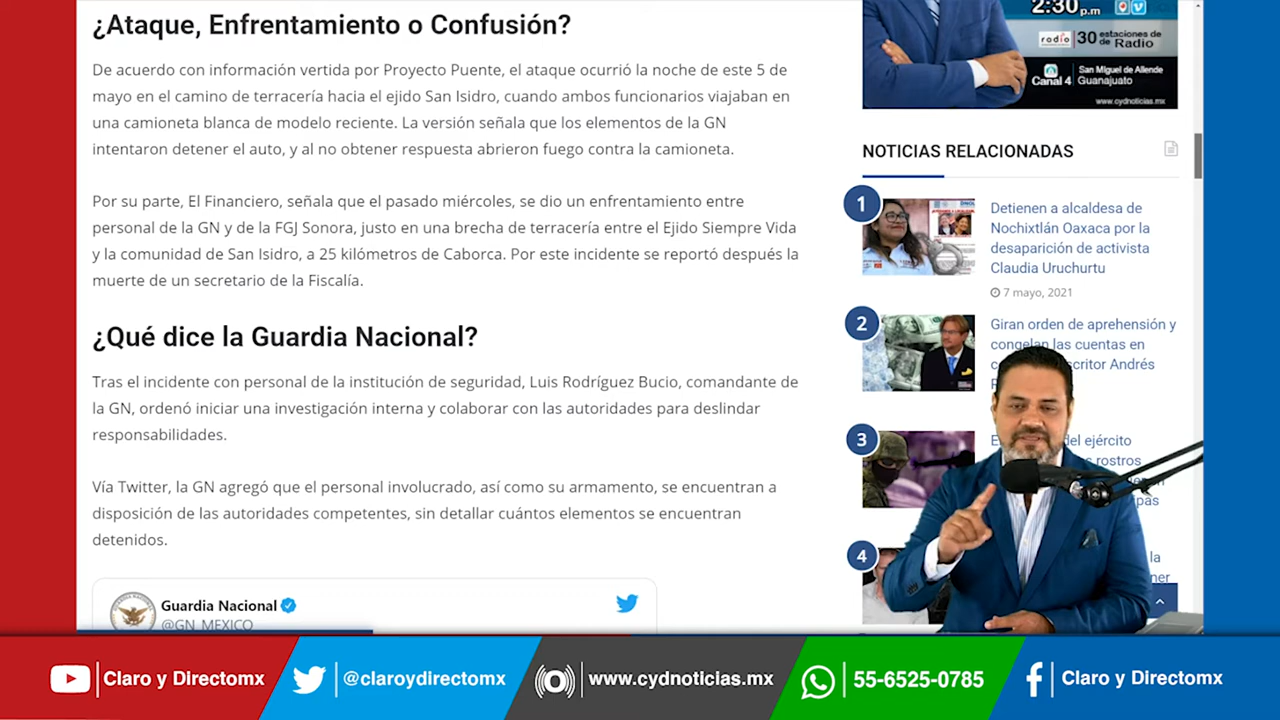 ¿Ataque, Enfrentamiento o Confusión?
De acuerdo con información vertida por Proyecto Puente, el ataque ocurrió la noche de este 5 de
mayo en el camino de terracería hacia el ejido San Isidro, cuando ambos funcionarios viajaban en
una camioneta blanca de modelo reciente. La versión señala que los elementos de la GN
intentaron detener el auto, y al no obtener respuesta abrieron fuego contra la camioneta.
Por su parte, El Financiero, señala que el pasado miércoles, se dio un enfrentamiento entre
personal de la GN y de la FGJ Sonora, justo en una brecha de terracería entre el Ejido Siempre Vida
y la comunidad de San Isidro, a 25 kilómetros de Caborca. Por este incidente se reportó después la
muerte de un secretario de la Fiscalía.
¿Qué dice la Guardia Nacional?
Tras el incidente con personal de la institución de seguridad, Luis Rodríguez Bucio, comandante de
la GN, ordenó iniciar una investigación interna y colaborar con las autoridades para deslindar
responsabilidades.
Vía Twitter, la GN agregó que el personal involucrado, así como su armamento, se encuentran a
disposición de las autoridades competentes, sin detallar cuántos elementos se encuentran
detenidos.
Guardia Nacional
@GN_MEXICO
2:30 p.m
radio 30 estaciones de Radio
Canal 4 San Miguel de Allende
Guanajuato
www.cydnoticias.mx
NOTICIAS RELACIONADAS
1
Detienen a alcaldesa de
Nochixtlán Oaxaca por la
desaparición de activista
Claudia Uruchurtu
7 mayo, 2021
2
Giran orden de aprehensión y
congelan las cuentas en
escritor Andrés
3
del ejército
rostros
4
la
Claro y Directomx
@claroydirectomx
www.cydnoticias.mx
55-6525-0785
Claro y Directomx